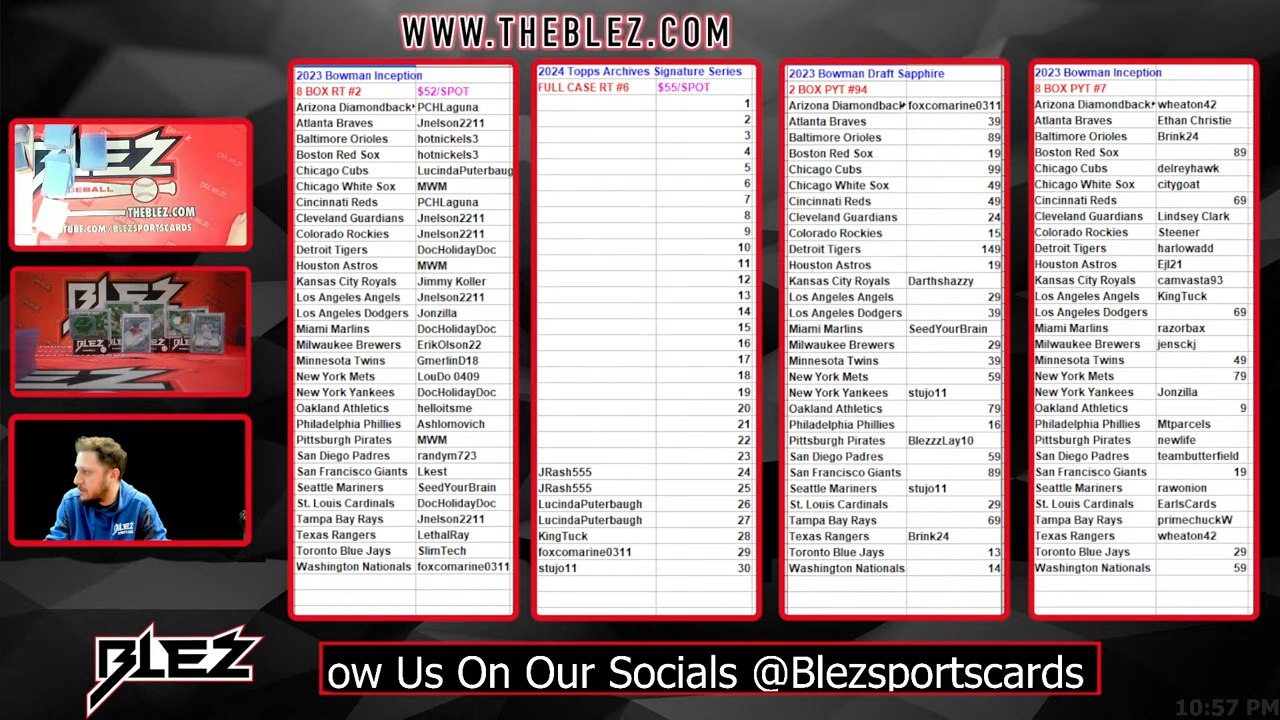 WWW.THEBLEZ.COM
2023 Bowman Inception
8 BOX RT #2 $52/SPOT
Arizona Diamondback PCHLaguna
Atlanta Braves Jnelson2211
Baltimore Orioles hotnickels3
Boston Red Sox hotnickels3
Chicago Cubs LucindaPuterbaug
Chicago White Sox MWM
Cincinnati Reds PCHLaguna
Cleveland Guardians Jnelson2211
Colorado Rockies Jnelson2211
Detroit Tigers DocHolidayDoc
Houston Astros MWM
Kansas City Royals Jimmy Koller
Los Angeles Angels Jnelson2211
Los Angeles Dodgers Jonzilla
Miami Marlins DocHolidayDoc
Milwaukee Brewers ErikOlson22
Minnesota Twins GmerlinD18
New York Mets LouDo 0409
New York Yankees DocHolidayDoc
Oakland Athletics helloitsme
Philadelphia Phillies Ashlomovich
Pittsburgh Pirates MWM
San Diego Padres randym723
San Francisco Giants Lkest
Seattle Mariners SeedYourBrain
St. Louis Cardinals DocHolidayDoc
Tampa Bay Rays Jnelson2211
Texas Rangers LethalRay
Toronto Blue Jays SlimTech
Washington Nationals foxcomarine0311
2024 Topps Archives Signature Series
FULL CASE RT #6 $55/SPOT
1
2
3
4
5
6
7
8
9
10
11
12
13
14
15
16
17
18
19
20
21
22
23
JRash555 24
JRash555 25
LucindaPuterbaugh 26
LucindaPuterbaugh 27
KingTuck 28
foxcomarine0311 29
stujo11 30
2023 Bowman Draft Sapphire
2 BOX PYT #94
Arizona Diamondback foxcomarine0311
Atlanta Braves 39
Baltimore Orioles 89
Boston Red Sox 19
Chicago Cubs 99
Chicago White Sox 49
Cincinnati Reds 49
Cleveland Guardians 24
Colorado Rockies 15
Detroit Tigers 149
Houston Astros 19
Kansas City Royals Darthshazzy
Los Angeles Angels 29
Los Angeles Dodgers 39
Miami Marlins SeedYourBrain
Milwaukee Brewers 29
Minnesota Twins 39
New York Mets 59
New York Yankees stujo11
Oakland Athletics 79
Philadelphia Phillies 16
Pittsburgh Pirates BlezzzLay10
San Diego Padres 59
San Francisco Giants 89
Seattle Mariners stujo11
St. Louis Cardinals 29
Tampa Bay Rays 69
Texas Rangers Brink24
Toronto Blue Jays 13
Washington Nationals 14
2023 Bowman Inception
8 BOX PYT #7
Arizona Diamondback wheaton42
Atlanta Braves Ethan Christie
Baltimore Orioles Brink24
Boston Red Sox 89
Chicago Cubs delreyhawk
Chicago White Sox citygoat
Cincinnati Reds 69
Cleveland Guardians Lindsey Clark
Colorado Rockies Steener
Detroit Tigers harlowadd
Houston Astros Ejl21
Kansas City Royals camvasta93
Los Angeles Angels KingTuck
Los Angeles Dodgers 69
Miami Marlins razorbax
Milwaukee Brewers jensckj
Minnesota Twins 49
New York Mets 79
New York Yankees Jonzilla
Oakland Athletics 9
Philadelphia Phillies Mtparcels
Pittsburgh Pirates newlife
San Diego Padres teambutterfield
San Francisco Giants 19
Seattle Mariners rawonion
St. Louis Cardinals EarlsCards
Tampa Bay Rays primechuckW
Texas Rangers wheaton42
Toronto Blue Jays 29
Washington Nationals 59
BLEZ
THEBLEZ.COM
TUBE.COM/BLEZSPORTSCARDS
BLEZ
BLEZ
BLEZ
ow Us On Our Socials @Blezsportscards
10:57 PM